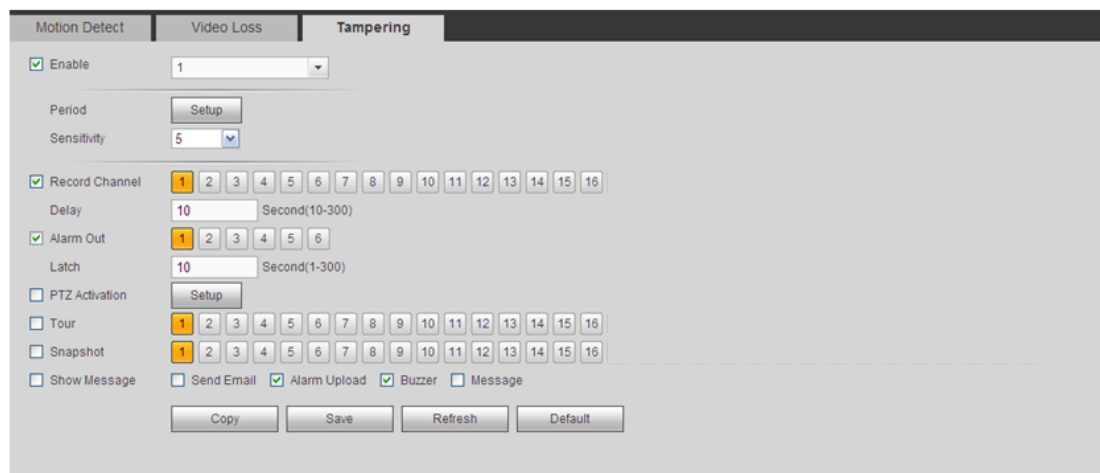 Motion Detect Video Loss Tampering
Enable 1
Period Setup
Sensitivity 5
Record Channel 1 2 3 4 5 6 7 8 9 10 11 12 13 14 15 16
Delay 10 Second(10-300)
Alarm Out 1 2 3 4 5 6
Latch 10 Second(1-300)
PTZ Activation Setup
Tour 1 2 3 4 5 6 7 8 9 10 11 12 13 14 15 16
Snapshot 1 2 3 4 5 6 7 8 9 10 11 12 13 14 15 16
Show Message Send Email Alarm Upload Buzzer Message
Copy Save Refresh Default